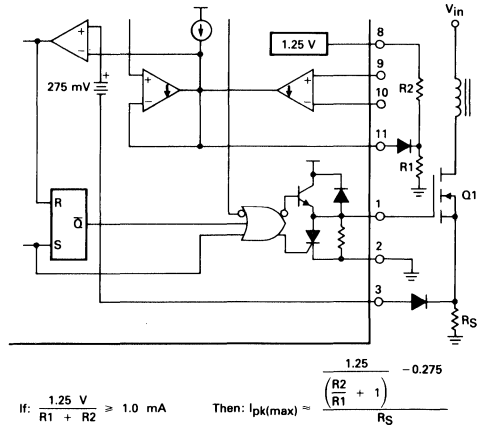 Vin
1.25 V
8
9
275 mV
R2
10
11
R1
Q1
1
R
Q̅
S
2
3
RS
If: 1.25 V / (R1 + R2) ≥ 1.0 mA
Then: Ipk(max) ≈ (1.25 / (R2/R1 + 1) − 0.275) / RS